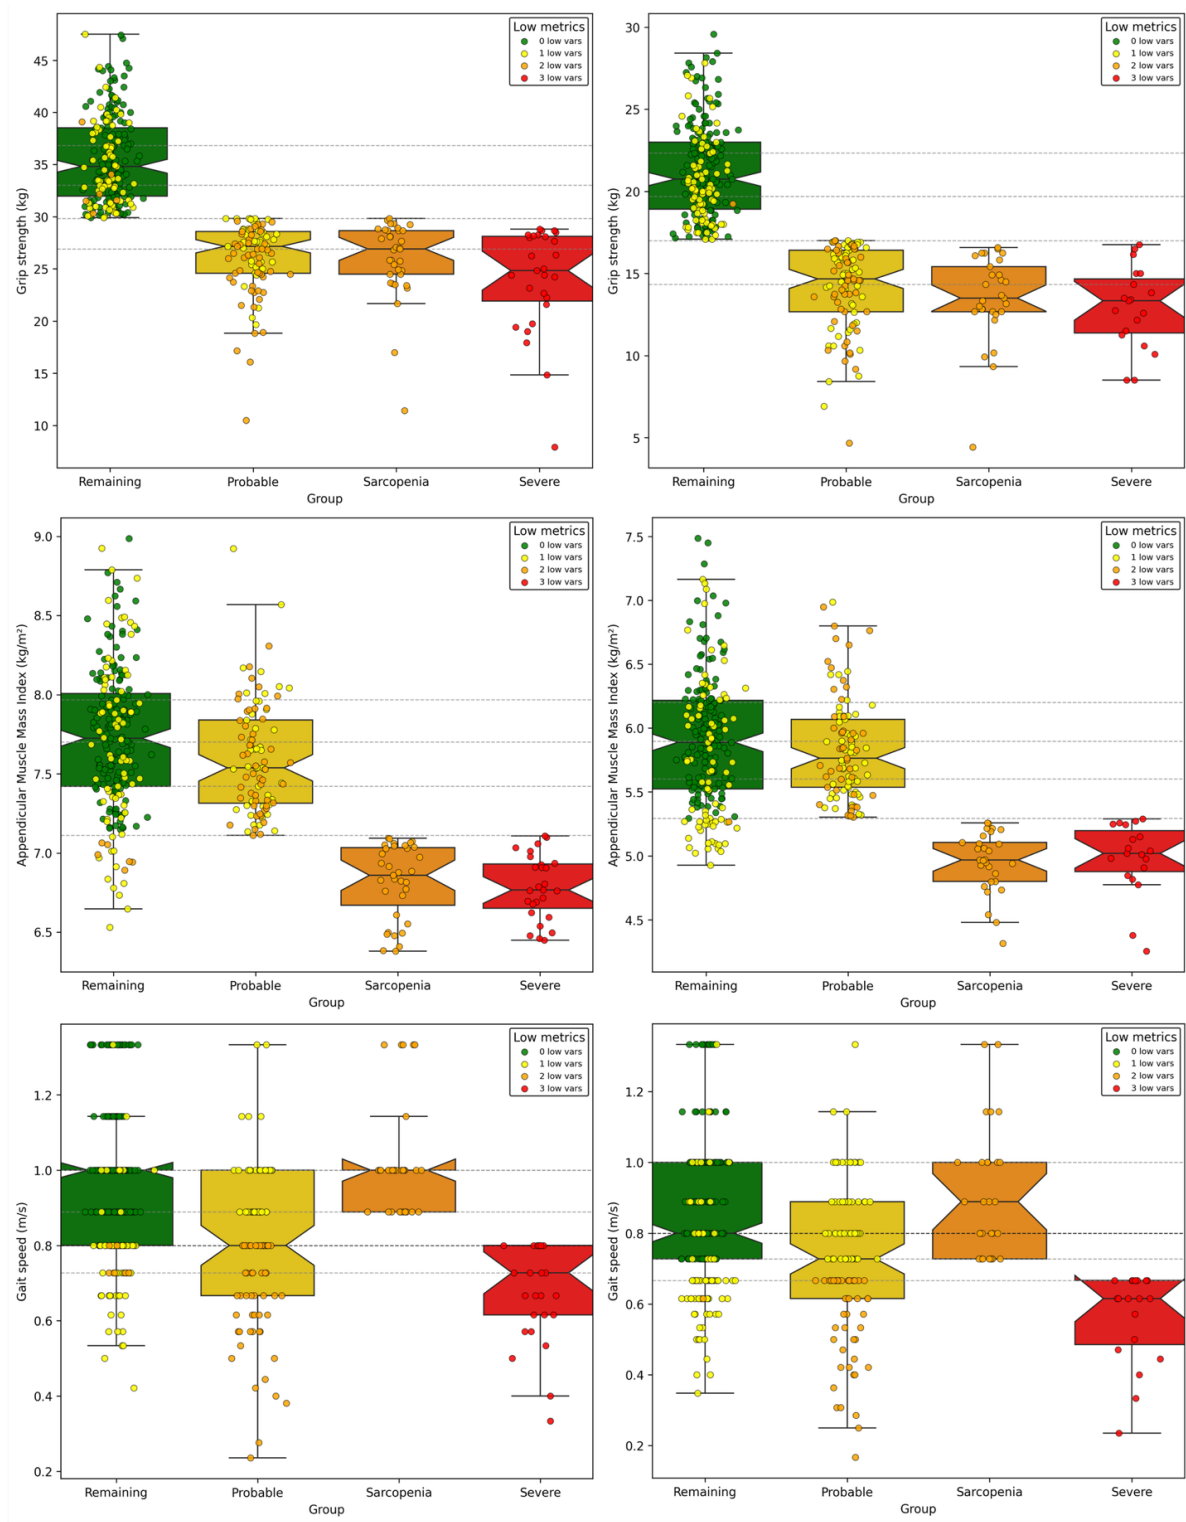 Low metrics
0 low vars
1 low vars
2 low vars
3 low vars
45
40
35
30
25
20
15
10
Grip strength (kg)
Remaining
Probable
Sarcopenia
Severe
Group
Low metrics
0 low vars
1 low vars
2 low vars
3 low vars
30
25
20
15
10
5
Grip strength (kg)
Remaining
Probable
Sarcopenia
Severe
Group
Low metrics
0 low vars
1 low vars
2 low vars
3 low vars
9.0
8.5
8.0
7.5
7.0
6.5
Appendicular Muscle Mass Index (kg/m²)
Remaining
Probable
Sarcopenia
Severe
Group
Low metrics
0 low vars
1 low vars
2 low vars
3 low vars
7.5
7.0
6.5
6.0
5.5
5.0
4.5
Appendicular Muscle Mass Index (kg/m²)
Remaining
Probable
Sarcopenia
Severe
Group
Low metrics
0 low vars
1 low vars
2 low vars
3 low vars
1.2
1.0
0.8
0.6
0.4
0.2
Gait speed (m/s)
Remaining
Probable
Sarcopenia
Severe
Group
Low metrics
0 low vars
1 low vars
2 low vars
3 low vars
1.2
1.0
0.8
0.6
0.4
0.2
Gait speed (m/s)
Remaining
Probable
Sarcopenia
Severe
Group